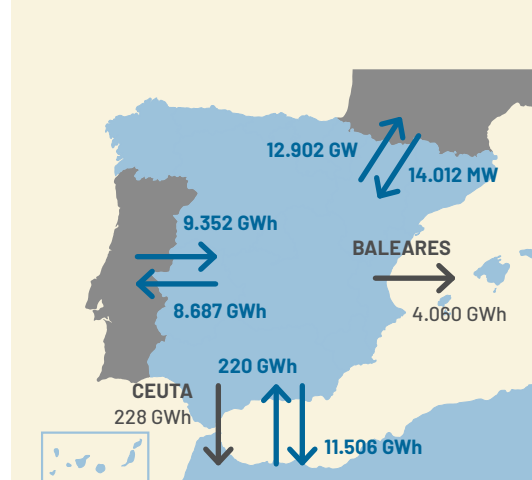 12.902 GW
14.012 MW
9.352 GWh
BALEARES
8.687 GWh
4.060 GWh
220 GWh
CEUTA
228 GWh
11.506 GWh